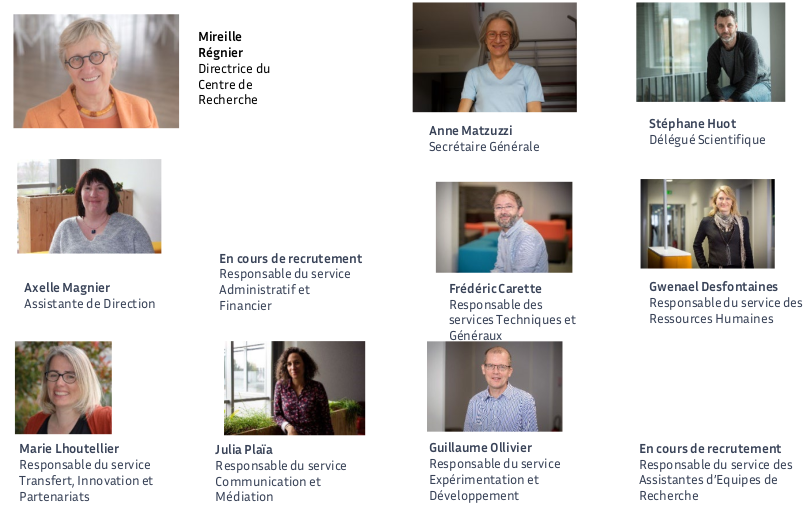 Mireille
Régnier
Directrice du
Centre de
Recherche
Anne Matzuzzi
Secrétaire Générale
Stéphane Huot
Délégué Scientifique
Axelle Magnier
Assistante de Direction
En cours de recrutement
Responsable du service
Administratif et
Financier
Frédéric Carette
Responsable des
services Techniques et
Généraux
Gwenael Desfontaines
Responsable du service des
Ressources Humaines
Marie Lhoutellier
Responsable du service
Transfert, Innovation et
Partenariats
Julia Plaïa
Responsable du service
Communication et
Médiation
Guillaume Ollivier
Responsable du service
Expérimentation et
Développement
En cours de recrutement
Responsable du service des
Assistantes d'Equipes de
Recherche